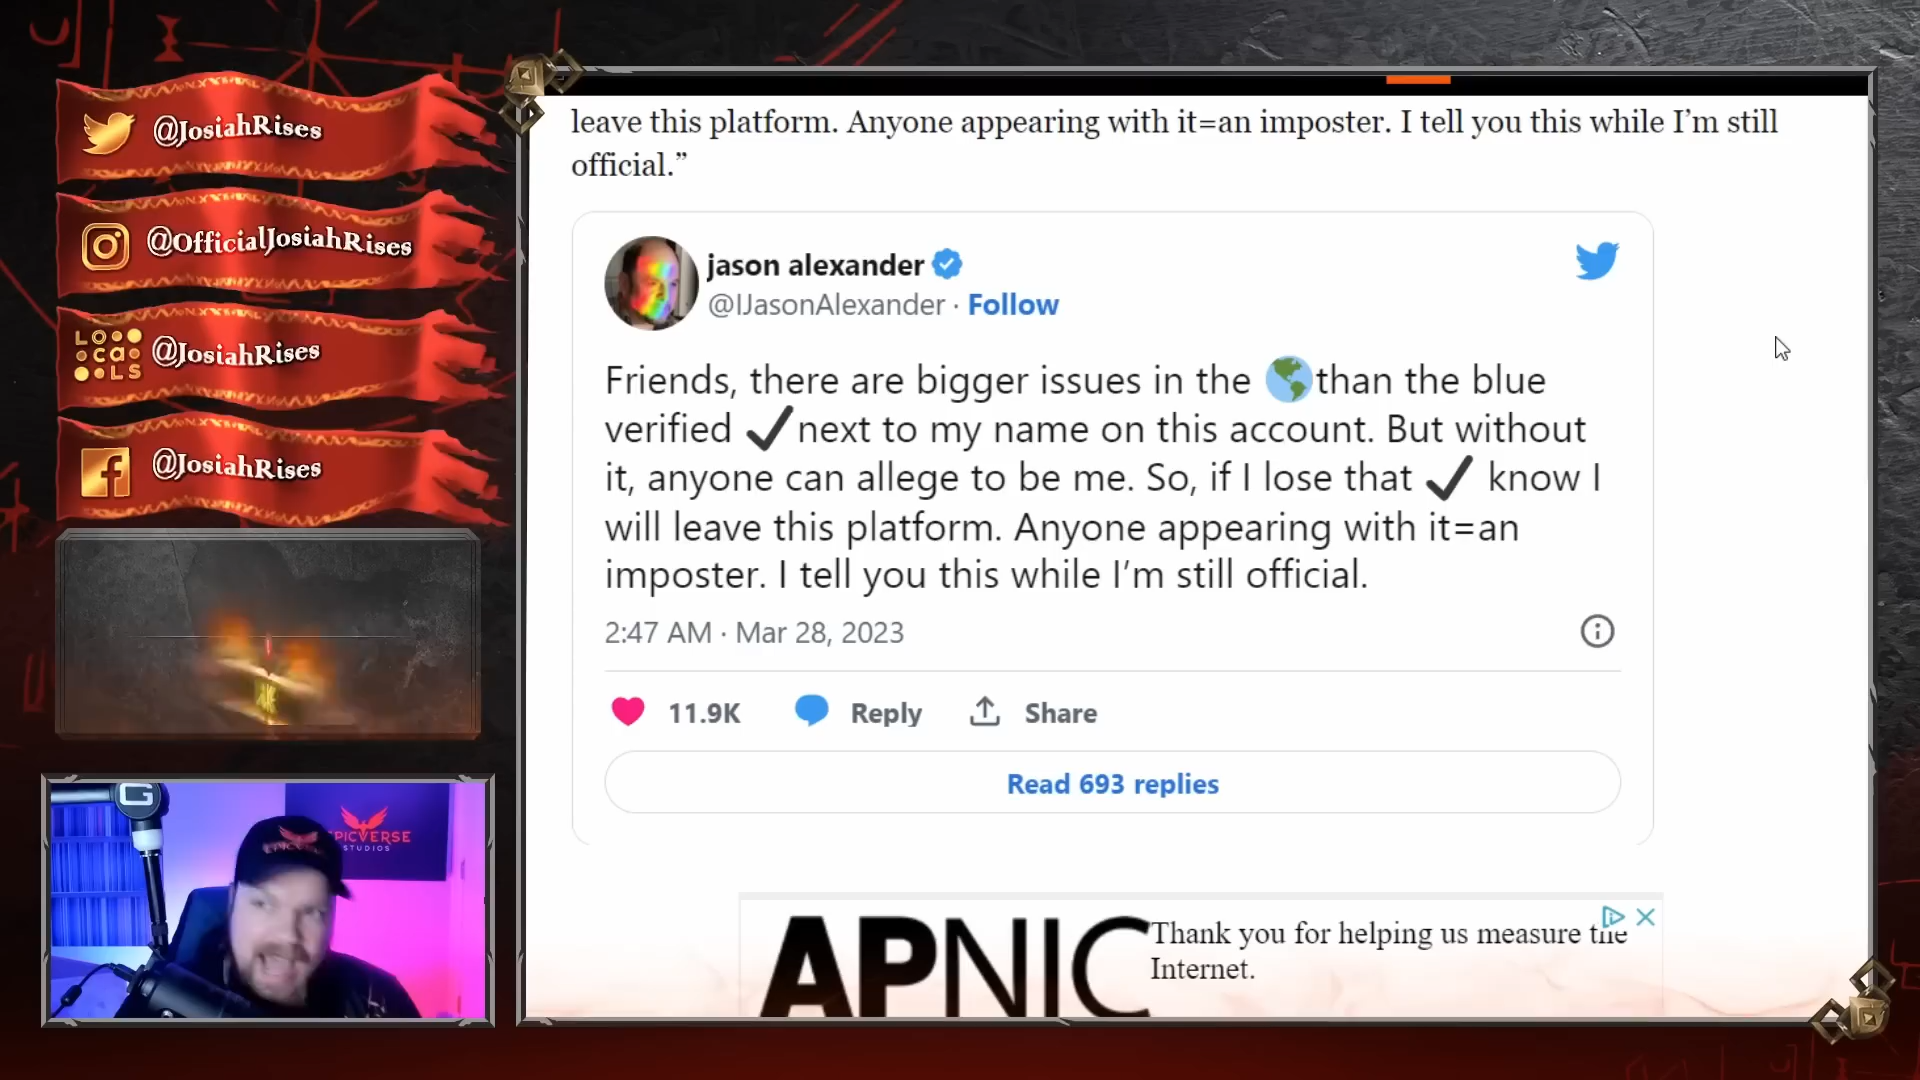 @JosiahRises
@OfficialJosiahRises
LOCALS
@JosiahRises
@JosiahRises
leave this platform. Anyone appearing with it=an imposter. I tell you this while I’m still
official.”
jason alexander
@IJasonAlexander · Follow
Friends, there are bigger issues in the 🌎than the blue
verified ✔next to my name on this account. But without
it, anyone can allege to be me. So, if I lose that ✔ know I
will leave this platform. Anyone appearing with it=an
imposter. I tell you this while I’m still official.
2:47 AM · Mar 28, 2023
11.9K Reply Share
Read 693 replies
APNIC
Thank you for helping us measure the
Internet.
G
EPICVERSE
STUDIOS